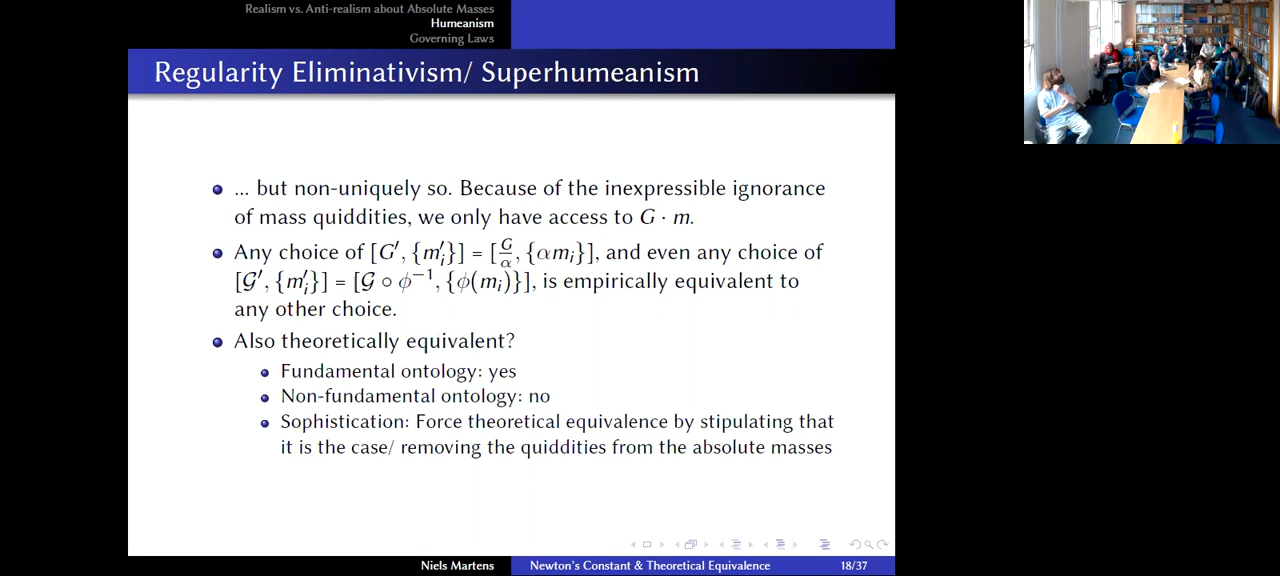 Realism vs. Anti-realism about Absolute Masses
Humeanism
Governing Laws
Regularity Eliminativism/ Superhumeanism
... but non-uniquely so. Because of the inexpressible ignorance
of mass quiddities, we only have access to G · m.
Any choice of [G′, {m′ᵢ}] = [G/α, {αmᵢ}], and even any choice of
[𝒢′, {m′ᵢ}] = [𝒢 ∘ ϕ⁻¹, {ϕ(mᵢ)}], is empirically equivalent to
any other choice.
Also theoretically equivalent?
Fundamental ontology: yes
Non-fundamental ontology: no
Sophistication: Force theoretical equivalence by stipulating that
it is the case/ removing the quiddities from the absolute masses
Niels Martens
Newton's Constant & Theoretical Equivalence
18/37